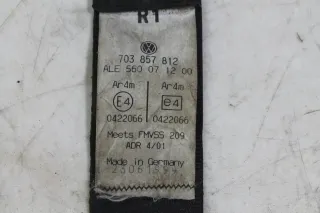 R1
703 857 812
ALE 560 07 12 00
Ar4m Ar4m
E4 e4
0422066 0422066
Meets FMVSS 209
ADR 4/01
Made in Germany